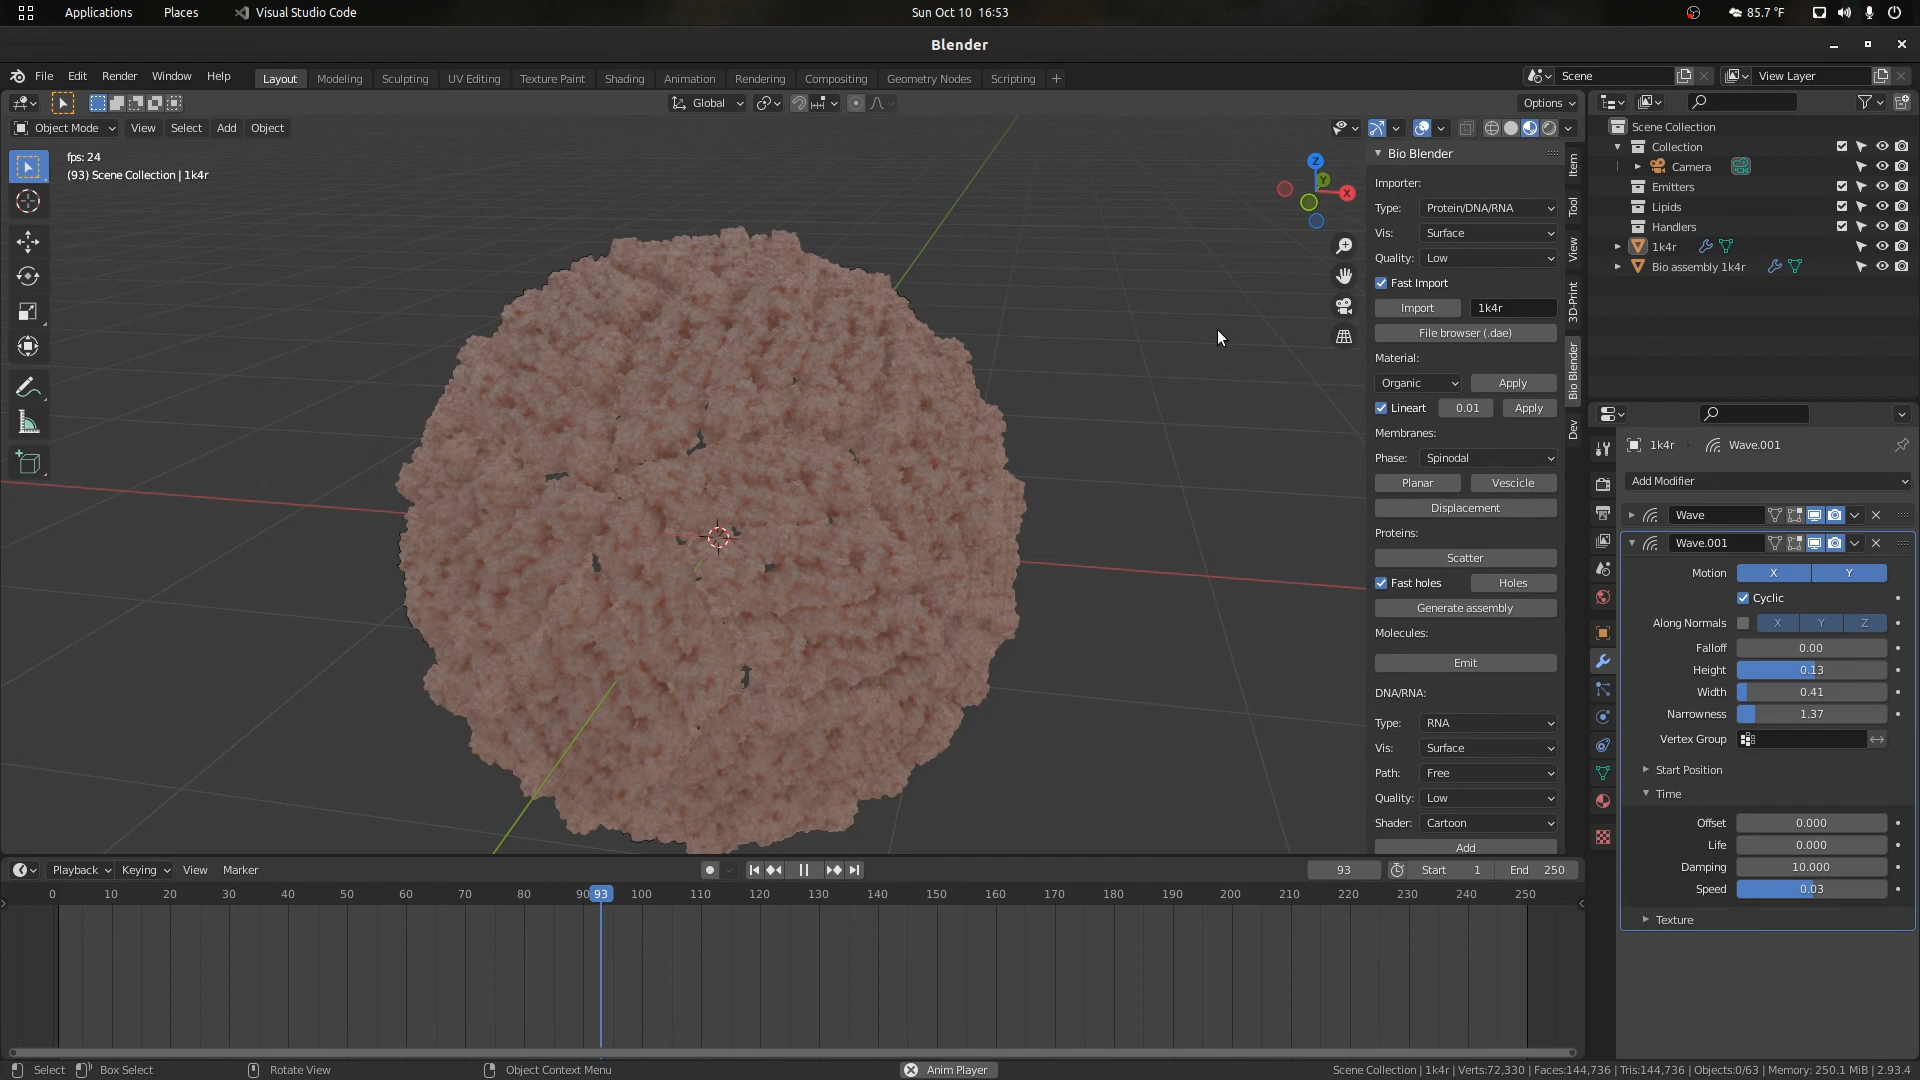 Applications Places Visual Studio Code Sun Oct 10 16:53 85.7 °F
Blender
File Edit Render Window Help Layout Modeling Sculpting UV Editing Texture Paint Shading Animation Rendering Compositing Geometry Nodes Scripting + Scene View Layer
Global Options
Object Mode View Select Add Object
fps: 24
(93) Scene Collection | 1k4r
Z
Y
X
Bio Blender
Importer:
Type: Protein/DNA/RNA
Vis: Surface
Quality: Low
Fast Import
Import 1k4r
File browser (.dae)
Material:
Organic Apply
Lineart 0.01 Apply
Membranes:
Phase: Spinodal
Planar Vescicle
Displacement
Proteins:
Scatter
Fast holes Holes
Generate assembly
Molecules:
Emit
DNA/RNA:
Type: RNA
Vis: Surface
Path: Free
Quality: Low
Shader: Cartoon
Add
Item
Tool
View
3D-Print
Bio Blender
Dev
Scene Collection
Collection
Camera
Emitters
Lipids
Handlers
1k4r
Bio assembly 1k4r
1k4r Wave.001
Add Modifier
Wave
Wave.001
Motion X Y
Cyclic
Along Normals X Y Z
Falloff 0.00
Height 0.13
Width 0.41
Narrowness 1.37
Vertex Group
Start Position
Time
Offset 0.000
Life 0.000
Damping 10.000
Speed 0.03
Texture
Playback Keying View Marker 93 Start 1 End 250
0 10 20 30 40 50 60 70 80 90 93 100 110 120 130 140 150 160 170 180 190 200 210 220 230 240 250
Select Box Select Rotate View Object Context Menu Anim Player Scene Collection | 1k4r | Verts:72,330 | Faces:144,736 | Tris:144,736 | Objects:0/63 | Memory: 250.1 MiB | 2.93.4